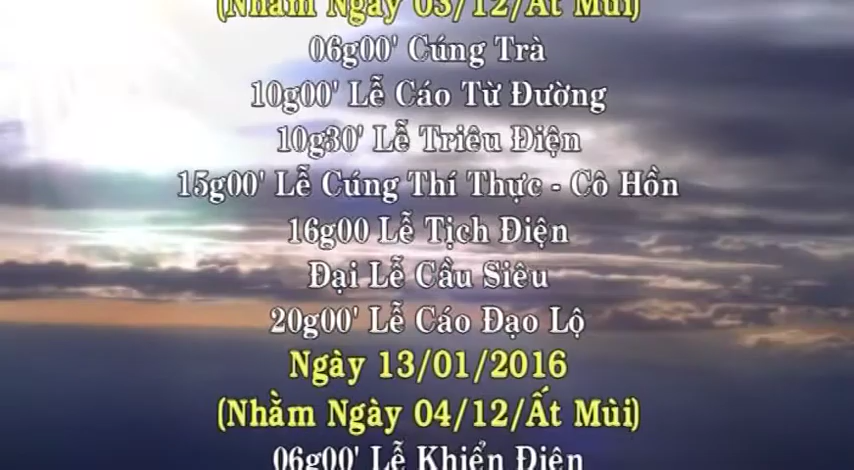 (Nhằm Ngày 03/12/Ất Mùi)
06g00' Cúng Trà
10g00' Lễ Cáo Từ Đường
10g30' Lễ Triêu Điện
15g00' Lễ Cúng Thí Thực - Cô Hồn
16g00 Lễ Tịch Điện
Đại Lễ Cầu Siêu
20g00' Lễ Cáo Đạo Lộ
Ngày 13/01/2016
(Nhằm Ngày 04/12/Ất Mùi)
06g00' Lễ Khiển Điện